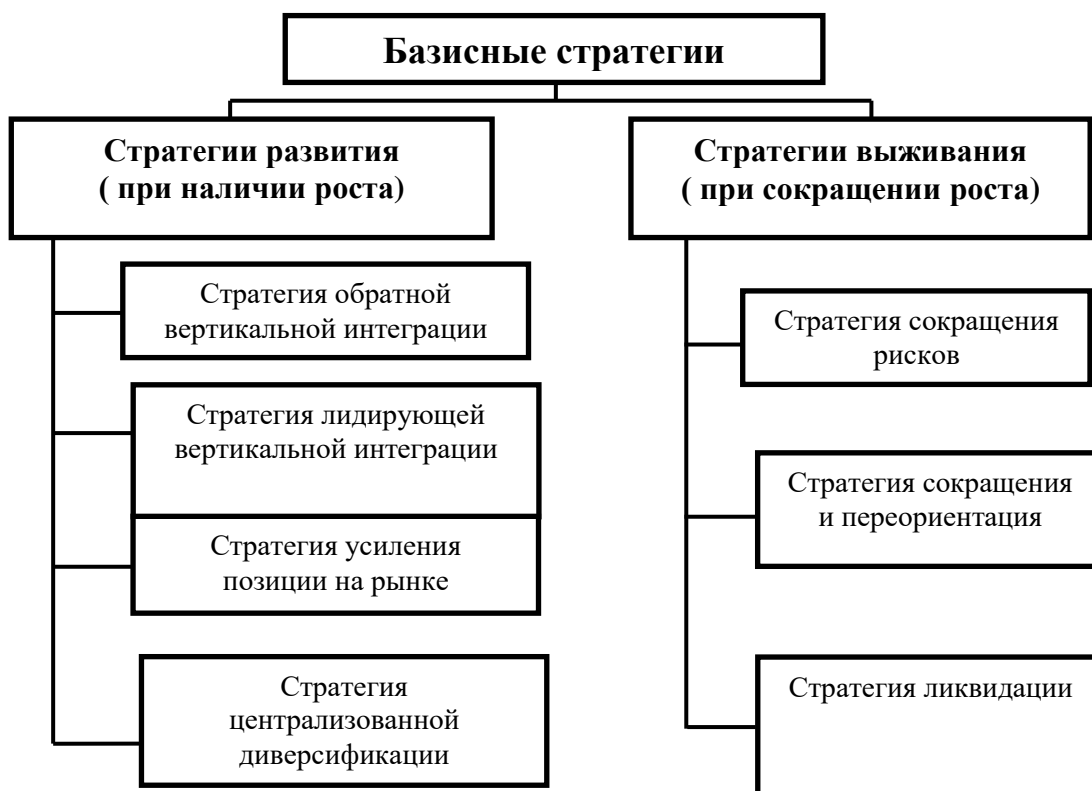 Базисные стратегии
Стратегии развития
( при наличии роста)
Стратегии выживания
( при сокращении роста)
Стратегия обратной
вертикальной интеграции
Стратегия лидирующей
вертикальной интеграции
Стратегия усиления
позиции на рынке
Стратегия
централизованной
диверсификации
Стратегия сокращения
рисков
Стратегия сокращения
и переориентация
Стратегия ликвидации